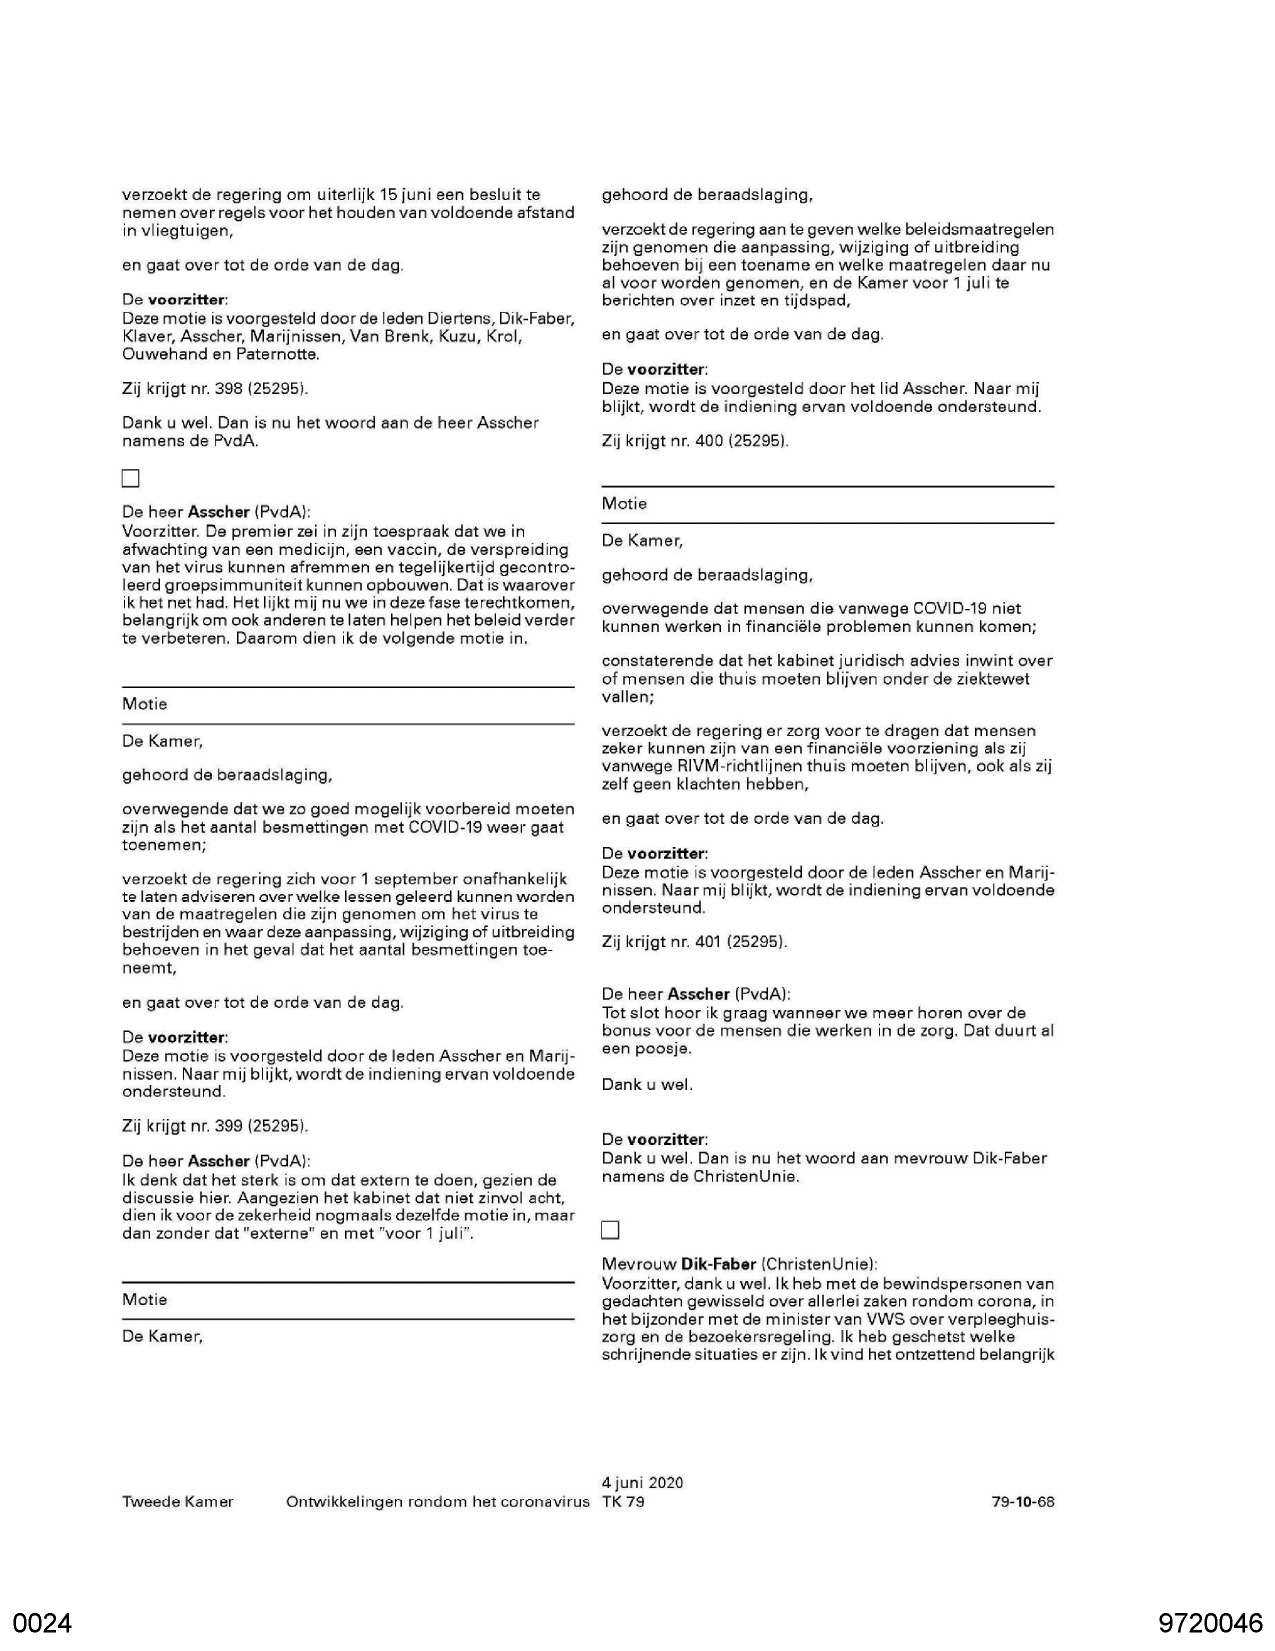 verzoekt de regering om uiterlijk 15 juni een besluit te
nemen over regels voor het houden van voldoende afstand
in vliegtuigen,
en gaat over tot de orde van de dag.
De voorzitter:
Deze motie is voorgesteld door de leden Diertens, Dik-Faber,
Klaver, Asscher, Marijnissen, Van Brenk, Kuzu, Krol,
Ouwehand en Paternotte.
Zij krijgt nr. 398 (25295).
Dank u wel. Dan is nu het woord aan de heer Asscher
namens de PvdA.
De heer Asscher (PvdA):
Voorzitter. De premier zei in zijn toespraak dat we in
afwachting van een medicijn, een vaccin, de verspreiding
van het virus kunnen afremmen en tegelijkertijd gecontro-
leerd groepsimmuniteit kunnen opbouwen. Dat is waarover
ik het net had. Het lijkt mij nu we in deze fase terechtkomen,
belangrijk om ook anderen te laten helpen het beleid verder
te verbeteren. Daarom dien ik de volgende motie in.
Motie
De Kamer,
gehoord de beraadslaging,
overwegende dat we zo goed mogelijk voorbereid moeten
zijn als het aantal besmettingen met COVID-19 weer gaat
toenemen;
verzoekt de regering zich voor 1 september onafhankelijk
te laten adviseren over welke lessen geleerd kunnen worden
van de maatregelen die zijn genomen om het virus te
bestrijden en waar deze aanpassing, wijziging of uitbreiding
behoeven in het geval dat het aantal besmettingen toe-
neemt,
en gaat over tot de orde van de dag.
De voorzitter:
Deze motie is voorgesteld door de leden Asscher en Marij-
nissen. Naar mij blijkt, wordt de indiening ervan voldoende
ondersteund.
Zij krijgt nr. 399 (25295).
De heer Asscher (PvdA):
Ik denk dat het sterk is om dat extern te doen, gezien de
discussie hier. Aangezien het kabinet dat niet zinvol acht,
dien ik voor de zekerheid nogmaals dezelfde motie in, maar
dan zonder dat "externe" en met "voor 1 juli".
Motie
De Kamer,
gehoord de beraadslaging,
verzoekt de regering aan te geven welke beleidsmaatregelen
zijn genomen die aanpassing, wijziging of uitbreiding
behoeven bij een toename en welke maatregelen daar nu
al voor worden genomen, en de Kamer voor 1 juli te
berichten over inzet en tijdspad,
en gaat over tot de orde van de dag.
De voorzitter:
Deze motie is voorgesteld door het lid Asscher. Naar mij
blijkt, wordt de indiening ervan voldoende ondersteund.
Zij krijgt nr. 400 (25295).
Motie
De Kamer,
gehoord de beraadslaging,
overwegende dat mensen die vanwege COVID-19 niet
kunnen werken in financiële problemen kunnen komen;
constaterende dat het kabinet juridisch advies inwint over
of mensen die thuis moeten blijven onder de ziektewet
vallen;
verzoekt de regering er zorg voor te dragen dat mensen
zeker kunnen zijn van een financiële voorziening als zij
vanwege RIVM-richtlijnen thuis moeten blijven, ook als zij
zelf geen klachten hebben,
en gaat over tot de orde van de dag.
De voorzitter:
Deze motie is voorgesteld door de leden Asscher en Marij-
nissen. Naar mij blijkt, wordt de indiening ervan voldoende
ondersteund.
Zij krijgt nr. 401 (25295).
De heer Asscher (PvdA):
Tot slot hoor ik graag wanneer we meer horen over de
bonus voor de mensen die werken in de zorg. Dat duurt al
een poosje.
Dank u wel.
De voorzitter:
Dank u wel. Dan is nu het woord aan mevrouw Dik-Faber
namens de ChristenUnie.
Mevrouw Dik-Faber (ChristenUnie):
Voorzitter, dank u wel. Ik heb met de bewindspersonen van
gedachten gewisseld over allerlei zaken rondom corona, in
het bijzonder met de minister van VWS over verpleeghuis-
zorg en de bezoekersregeling. Ik heb geschetst welke
schrijnende situaties er zijn. Ik vind het ontzettend belangrijk
4 juni 2020
Tweede Kamer Ontwikkelingen rondom het coronavirus TK 79 79-10-68
0024 9720046